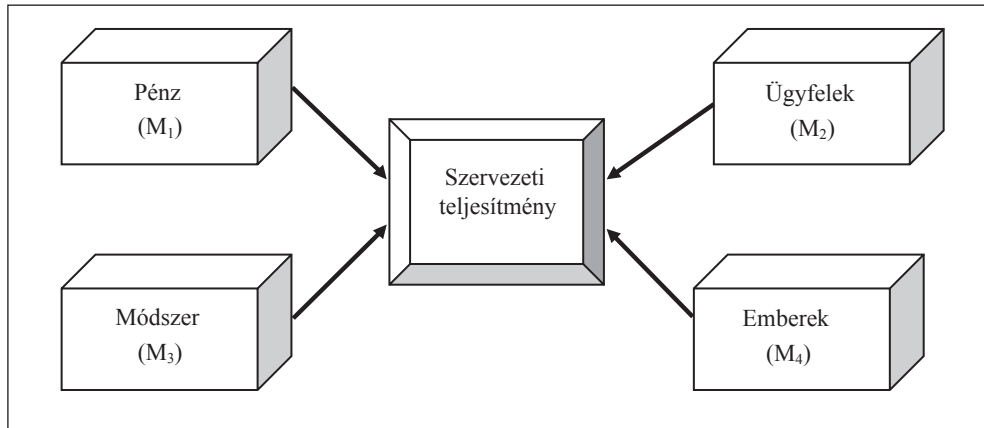 Pénz
(M₁)
Ügyfelek
(M₂)
Szervezeti
teljesítmény
Módszer
(M₃)
Emberek
(M₄)